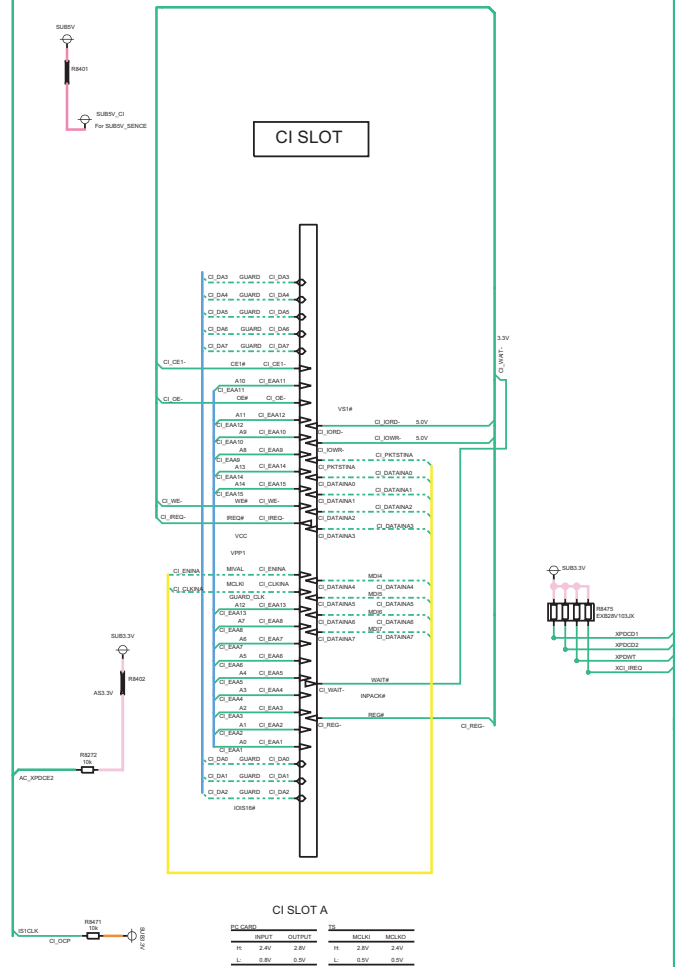 SUB5V
R8401
SUB5V_CI
For SUB5V_SENCE
CI SLOT
CI_DA3 GUARD CI_DA3
CI_DA4 GUARD CI_DA4
CI_DA5 GUARD CI_DA5
CI_DA6 GUARD CI_DA6
CI_DA7 GUARD CI_DA7
CI_CE1- CE1# CI_CE1-
A10 CI_EAA11
CI_EAA11
CI_OE- OE# CI_OE-
A11 CI_EAA12
CI_EAA12
A9 CI_EAA10
CI_EAA10
A8 CI_EAA9
CI_EAA9
A13 CI_EAA14
CI_EAA14
A14 CI_EAA15
CI_EAA15
CI_WE- WE# CI_WE-
CI_IREQ- IREQ# CI_IREQ-
VCC
VPP1
CI_ENINA MIVAL CI_ENINA
CI_CLKINA MCLKI CI_CLKINA
GUARD_CLK
A12 CI_EAA13
CI_EAA13
A7 CI_EAA8
CI_EAA7
A6 CI_EAA7
CI_EAA6
A5 CI_EAA6
A4 CI_EAA5
CI_EAA5
A3 CI_EAA4
CI_EAA4
A2 CI_EAA3
CI_EAA3
A1 CI_EAA2
CI_EAA2
A0 CI_EAA1
CI_EAA1
CI_DA0 GUARD CI_DA0
CI_DA1 GUARD CI_DA1
CI_DA2 GUARD CI_DA2
IOIS16#
3.3V
CI_WAIT-
VS1#
CI_IORD- 5.0V
CI_IORD-
CI_IOWR- 5.0V
CI_IOWR-
CI_PKTSTINA
CI_PKTSTINA
CI_DATAINA0
CI_DATAINA0
CI_DATAINA1
CI_DATAINA1
CI_DATAINA2
CI_DATAINA2
CI_DATAINA3
CI_DATAINA3
MDI4
CI_DATAINA4 CI_DATAINA4
MDI5
CI_DATAINA5 CI_DATAINA5
MDI6
CI_DATAINA6 CI_DATAINA6
MDI7
CI_DATAINA7 CI_DATAINA7
WAIT#
CI_WAIT-
INPACK#
REG#
CI_REG- CI_REG-
SUB3.3V
R8475
EXB28V103JX
XPDCD1
XPDCD2
XPDWT
XCI_IREQ
SUB3.3V
R8402
AS3.3V
R8272
10k
AC_XPDCE2
R8471
10k
IS1CLK
CI_OCP
SUB3.3V
CI SLOT A
PC CARD TS
INPUT OUTPUT MCLKI MCLKO
H: 2.4V 2.8V H: 2.8V 2.4V
L: 0.8V 0.5V L: 0.5V 0.5V